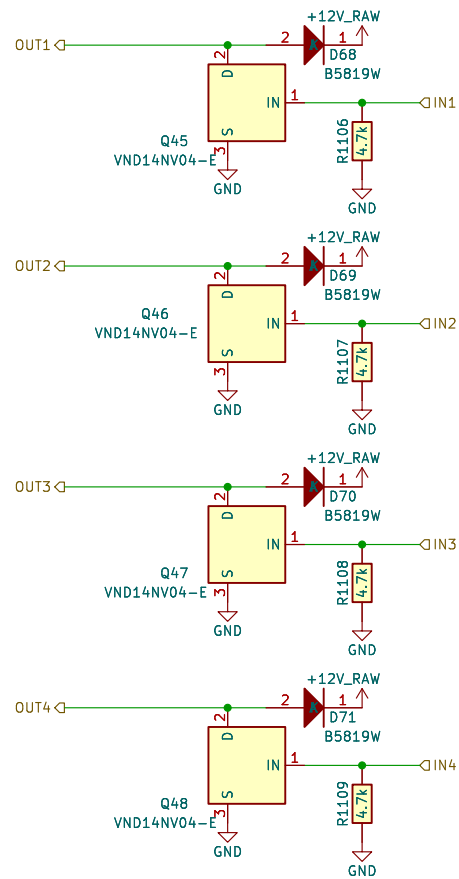 +12V_RAW
OUT1
2
1
D68
B5819W
2
D
IN
1
IN1
R1106
4.7k
S
Q45
VND14NV04-E
3
GND
GND
+12V_RAW
OUT2
2
1
D69
B5819W
2
D
IN
1
IN2
Q46
VND14NV04-E
R1107
4.7k
S
3
GND
GND
+12V_RAW
OUT3
2
1
D70
B5819W
2
D
IN
1
IN3
R1108
4.7k
S
Q47
VND14NV04-E
3
GND
GND
+12V_RAW
OUT4
2
1
D71
B5819W
2
D
IN
1
IN4
R1109
4.7k
S
Q48
VND14NV04-E
3
GND
GND